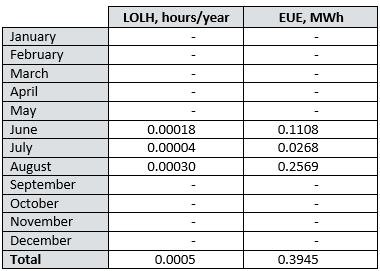 LOLH, hours/year EUE, MWh
January - -
February - -
March - -
April - -
May - -
June 0.00018 0.1108
July 0.00004 0.0268
August 0.00030 0.2569
September - -
October - -
November - -
December - -
Total 0.0005 0.3945